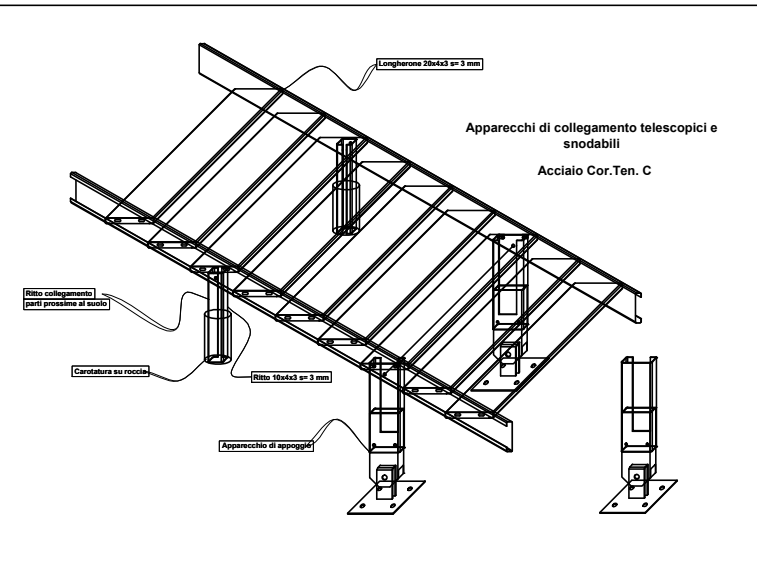 Longherone 20x4x3 s= 3 mm
Apparecchi di collegamento telescopici e
snodabili
Acciaio Cor.Ten. C
Ritto collegamento
parti prossime al suolo
Carotatura su roccia
Ritto 10x4x3 s= 3 mm
Apparecchio di appoggio